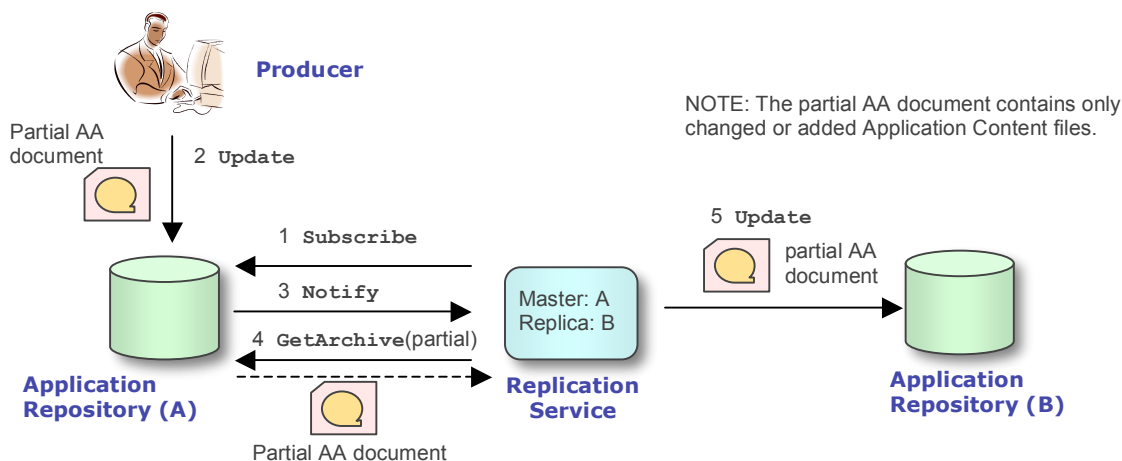 Producer
NOTE: The partial AA document contains only
changed or added Application Content files.
Partial AA
document
2 Update
1 Subscribe
3 Notify
4 GetArchive(partial)
Master: A
Replica: B
5 Update
partial AA
document
Application
Repository (A)
Replication
Service
Application
Repository (B)
Partial AA document